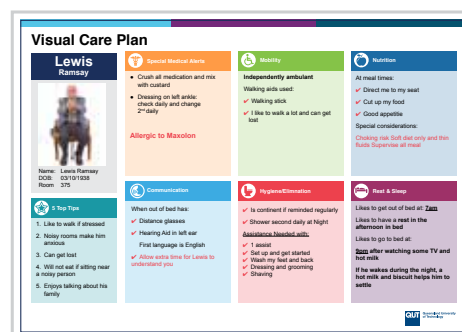 Visual Care Plan
Lewis
Ramsay
Name: Lewis Ramsay
DOB: 03/10/1938
Room 375
5 Top Tips
1. Like to walk if stressed
2. Noisy rooms make him
anxious
3. Can get lost
4. Will not eat if sitting near
a noisy person
5. Enjoys talking about his
family
Special Medical Alerts
• Crush all medication and mix
with custard
• Dressing on left ankle:
check daily and change
2nd daily
Allergic to Maxolon
Mobility
Independently ambulant
Walking aids used:
✔ Walking stick
✔ I like to walk a lot and can get
lost
Nutrition
At meal times:
✔ Direct me to my seat
✔ Cut up my food
✔ Good appetitie
Special considerations:
Choking risk Soft diet only and thin
fluids Supervise all meal
Communication
When out of bed has:
✔ Distance glasses
✔ Hearing Aid in left ear
First language is English
✔ Allow extra time for Lewis to
understand you
Hygiene/Elimination
✔ Is continent if reminded regularly
✔ Shower second daily at Night
Assistance Needed with:
✔ 1 assist
✔ Set up and get started
✔ Wash my feet and back
✔ Dressing and grooming
✔ Shaving
Rest & Sleep
Likes to get out of bed at: 7am
Likes to have a rest in the
afternoon in bed
Likes to go to bed at:
9pm after watching some TV and
hot milk
If he wakes during the night, a
hot milk and biscuit helps him to
settle
QUT Queensland University
of Technology